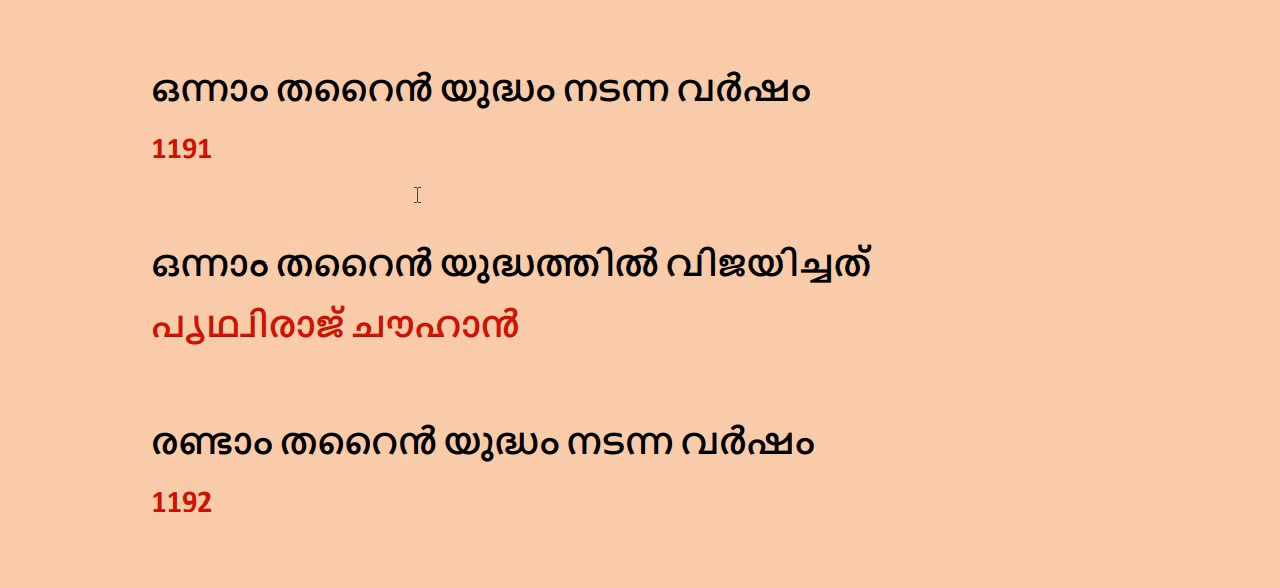 ഒന്നാം തറൈൻ യുദ്ധം നടന്ന വർഷം
1191
ഒന്നാം തറൈൻ യുദ്ധത്തിൽ വിജയിച്ചത്
പൃഥ്വിരാജ് ചൗഹാൻ
രണ്ടാം തറൈൻ യുദ്ധം നടന്ന വർഷം
1192